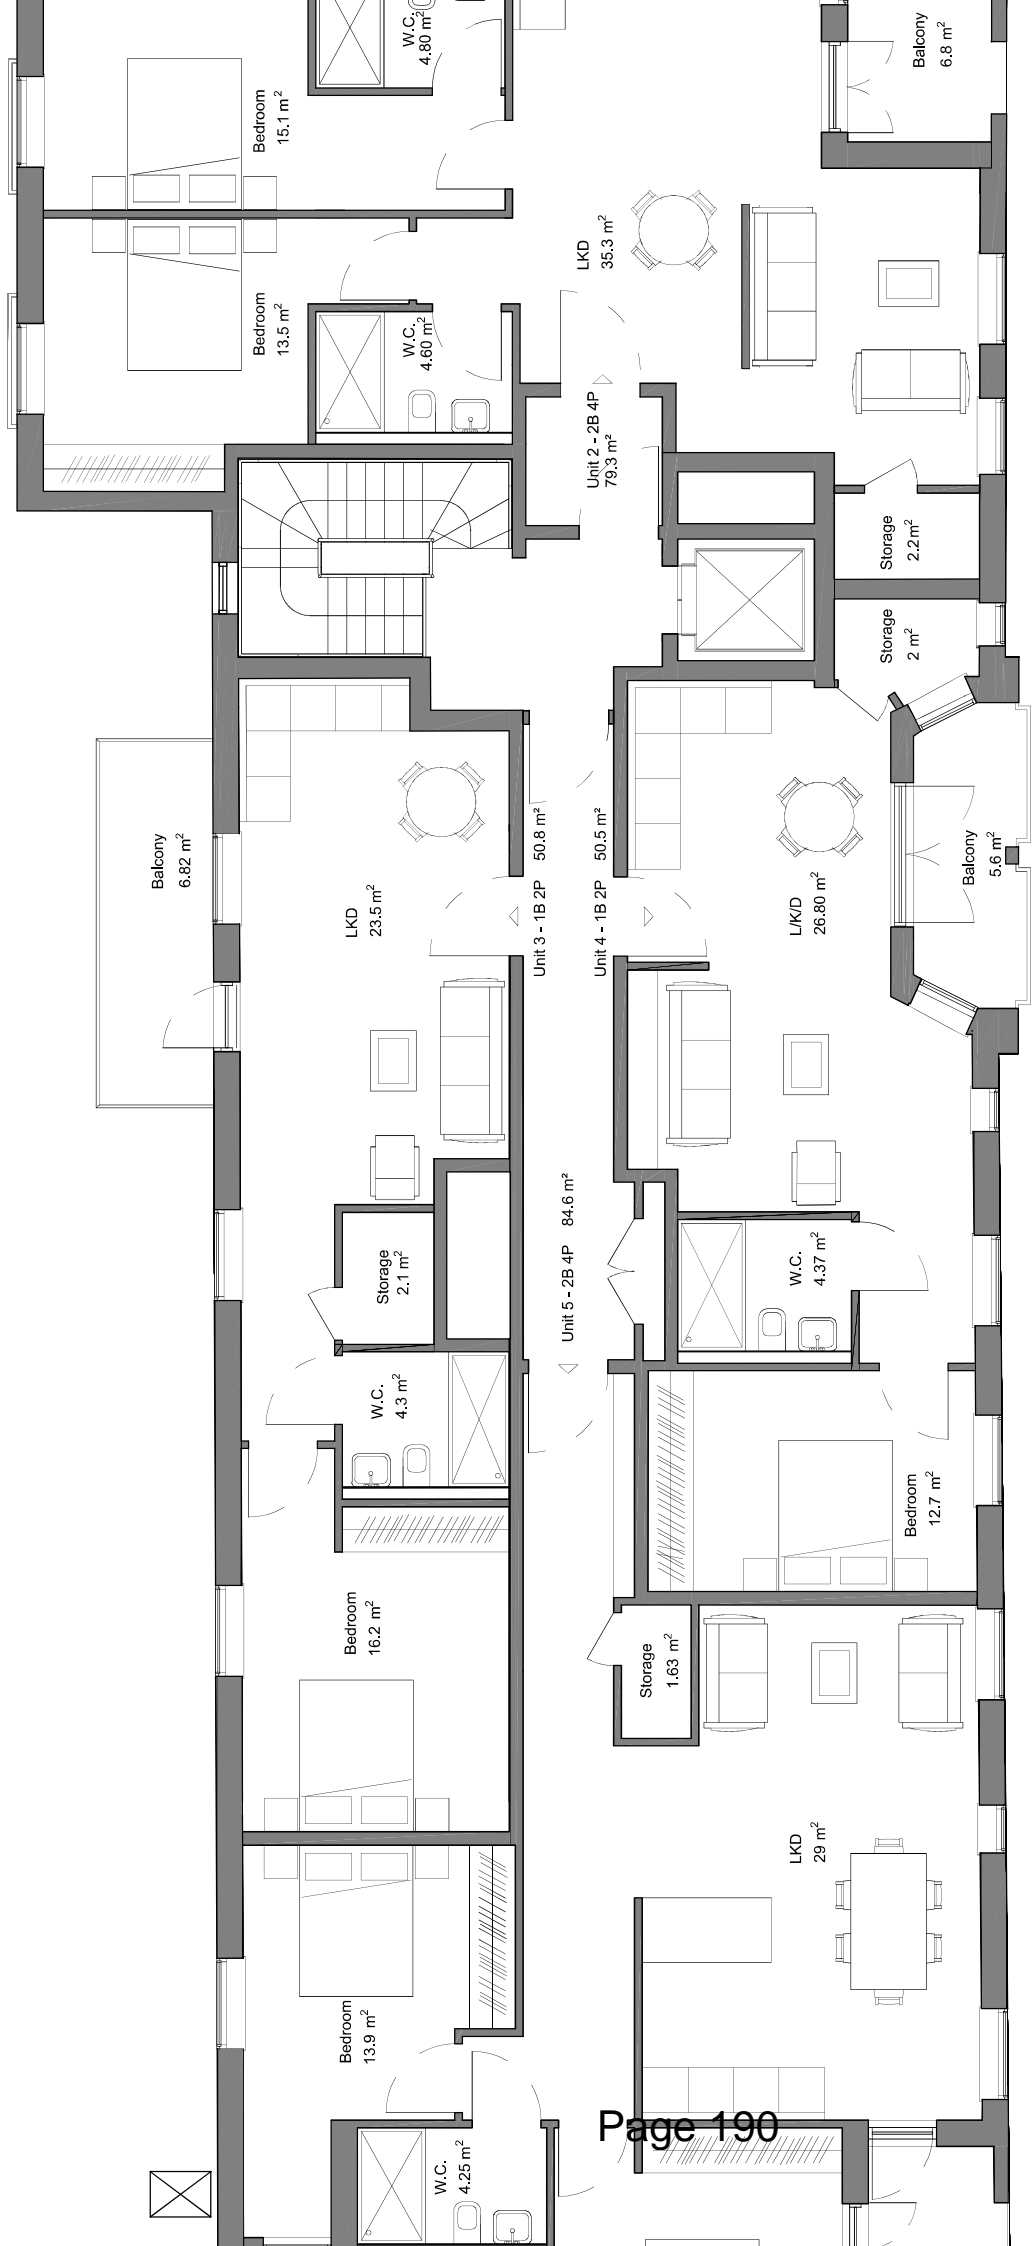 W.C.
4.80 m²
Balcony
6.8 m²
Bedroom
15.1 m²
LKD
35.3 m²
Bedroom
13.5 m²
W.C.
4.60 m²
Unit 2 - 2B 4P
79.3 m²
Storage
2.2m²
Storage
2 m²
Balcony
6.82 m²
LKD
23.5 m²
Unit 3 - 1B 2P 50.8 m²
Unit 4 - 1B 2P 50.5 m²
L/K/D
26.80 m²
Balcony
5.6 m²
Storage
2.1 m²
Unit 5 - 2B 4P 84.6 m²
W.C.
4.37 m²
W.C.
4.3 m²
Bedroom
12.7 m²
Bedroom
16.2 m²
Storage
1.63 m²
LKD
29 m²
Bedroom
13.9 m²
Page 190
W.C.
4.25 m²